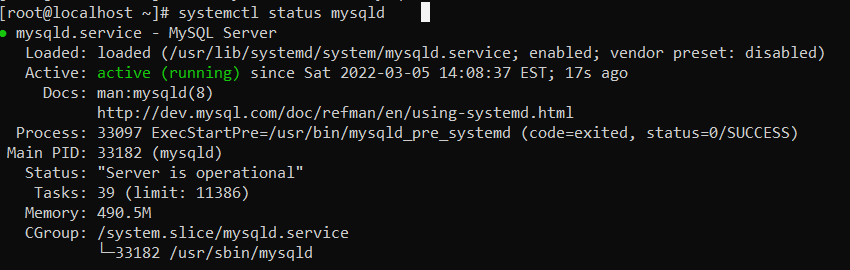 [root@localhost ~]# systemctl status mysqld
● mysqld.service - MySQL Server
Loaded: loaded (/usr/lib/systemd/system/mysqld.service; enabled; vendor preset: disabled)
Active: active (running) since Sat 2022-03-05 14:08:37 EST; 17s ago
Docs: man:mysqld(8)
http://dev.mysql.com/doc/refman/en/using-systemd.html
Process: 33097 ExecStartPre=/usr/bin/mysqld_pre_systemd (code=exited, status=0/SUCCESS)
Main PID: 33182 (mysqld)
Status: "Server is operational"
Tasks: 39 (limit: 11386)
Memory: 490.5M
CGroup: /system.slice/mysqld.service
└─33182 /usr/sbin/mysqld